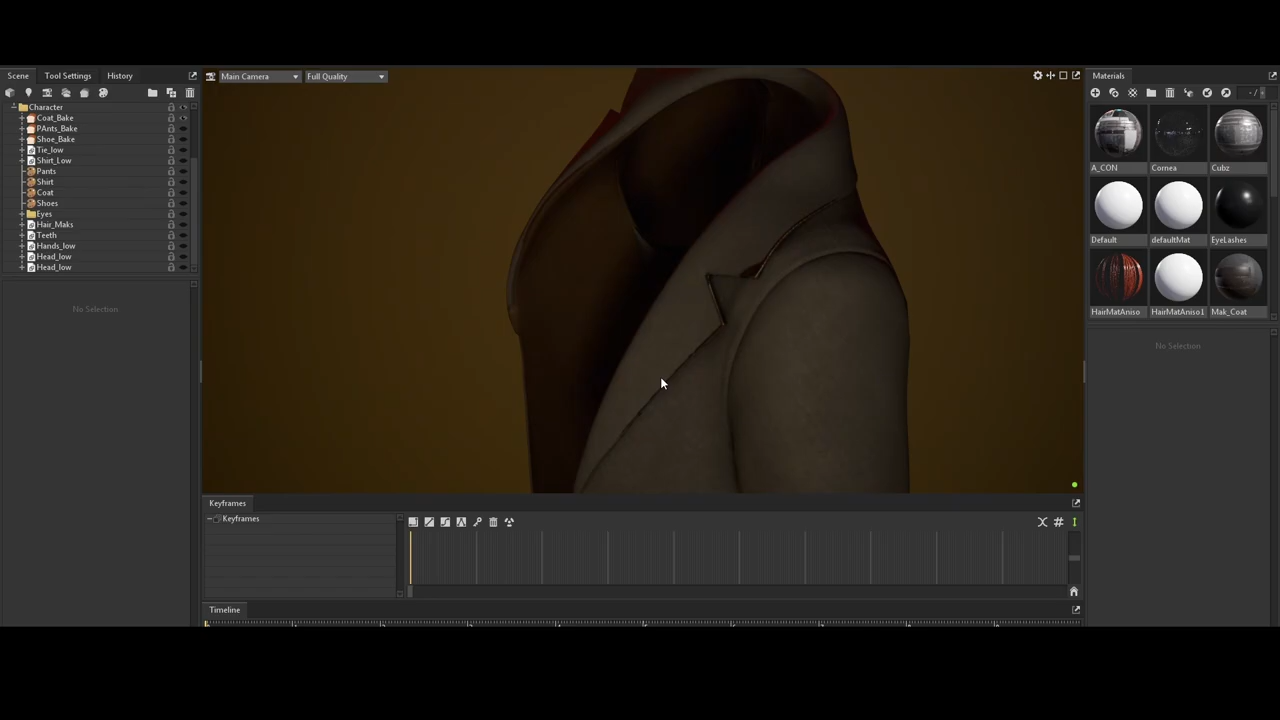 Scene Tool Settings History
Main Camera Full Quality
Materials
Character
Coat_Bake
PAnts_Bake
Shoe_Bake
Tie_low
Shirt_Low
Pants
Shirt
Coat
Shoes
Eyes
Hair_Maks
Teeth
Hands_low
Head_low
Head_low
No Selection
A_CON Cornea Cubz
Default defaultMat EyeLashes
HairMatAniso HairMatAniso1 Mak_Coat
No Selection
Keyframes
Keyframes
Timeline